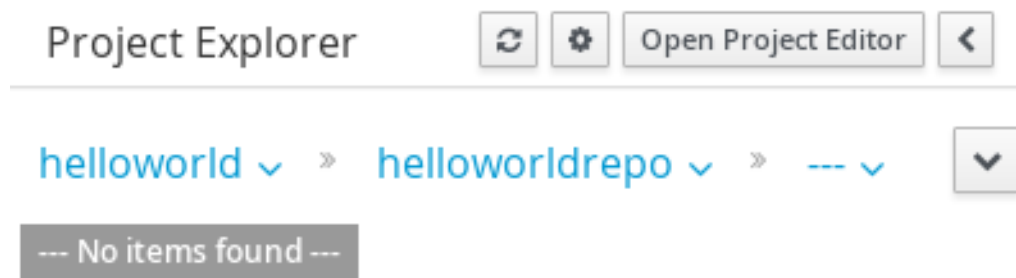 Project Explorer Open Project Editor
helloworld » helloworldrepo » ---
--- No items found ---